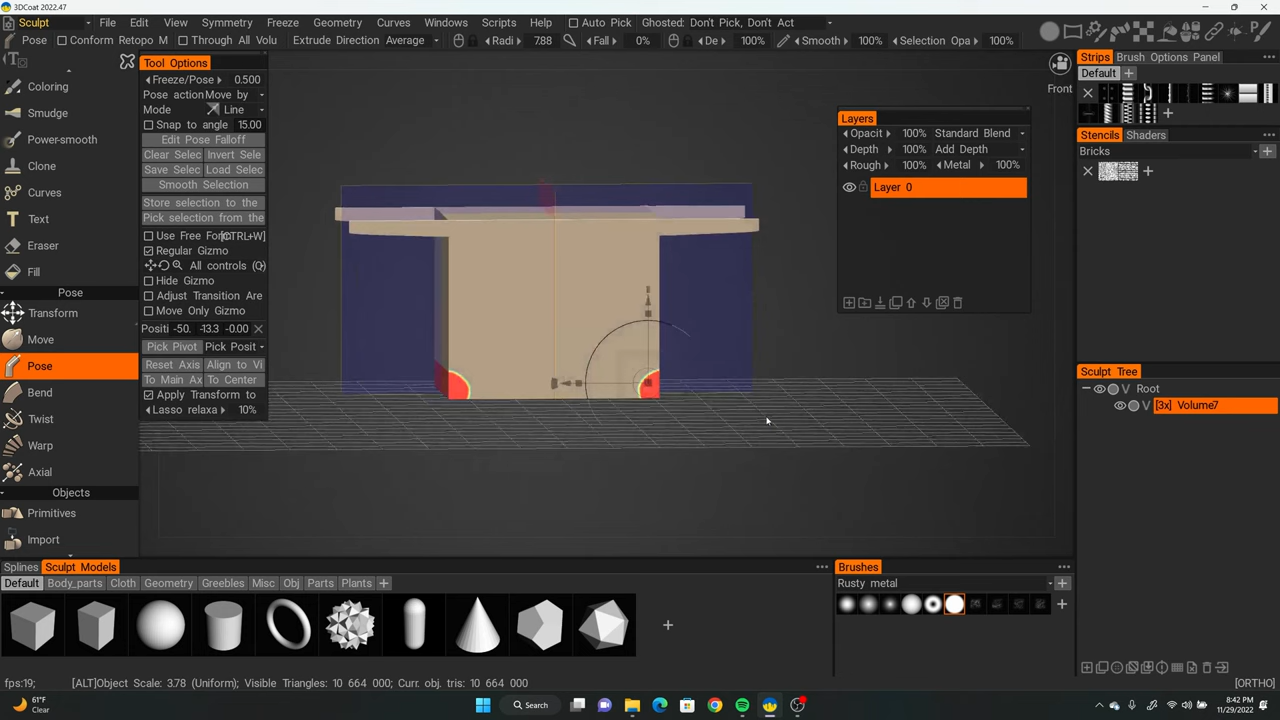 3DCoat 2022.47
Sculpt File Edit View Symmetry Freeze Geometry Curves Windows Scripts Help Auto Pick Ghosted: Don't Pick, Don't Act
Pose Conform Retopo M Through All Volu Extrude Direction Average Radi 7.88 Fall 0% De 100% Smooth 100% Selection Opa 100%
Coloring
Smudge
Power-smooth
Clone
Curves
Text
Eraser
Fill
Pose
Transform
Move
Pose
Bend
Twist
Warp
Axial
Objects
Primitives
Import
Tool Options
Freeze/Pose 0.500
Pose action Move by
Mode Line
Snap to angle 15.00
Edit Pose Falloff
Clear Selec Invert Sele
Save Selec Load Selec
Smooth Selection
Store selection to the
Pick selection from the
Use Free Form [CTRL+W]
Regular Gizmo
All controls (Q)
Hide Gizmo
Adjust Transition Are
Move Only Gizmo
Positi -50. -13.3 -0.00
Pick Pivot Pick Posit
Reset Axis Align to Vi
To Main Ax To Center
Apply Transform to
Lasso relaxa 10%
Front
Layers
Opacit 100% Standard Blend
Depth 100% Add Depth
Rough 100% Metal 100%
Layer 0
Strips Brush Options Panel
Default
Stencils Shaders
Bricks
Sculpt Tree
Root
V
V [3x] Volume7
Splines Sculpt Models
Default Body_parts Cloth Geometry Greebles Misc Obj Parts Plants
Brushes
Rusty metal
fps:19; [ALT]Object Scale: 3.78 (Uniform); Visible Triangles: 10 664 000; Curr. obj. tris: 10 664 000 [ORTHO]
61°F
Clear
Search
8:42 PM
11/29/2022